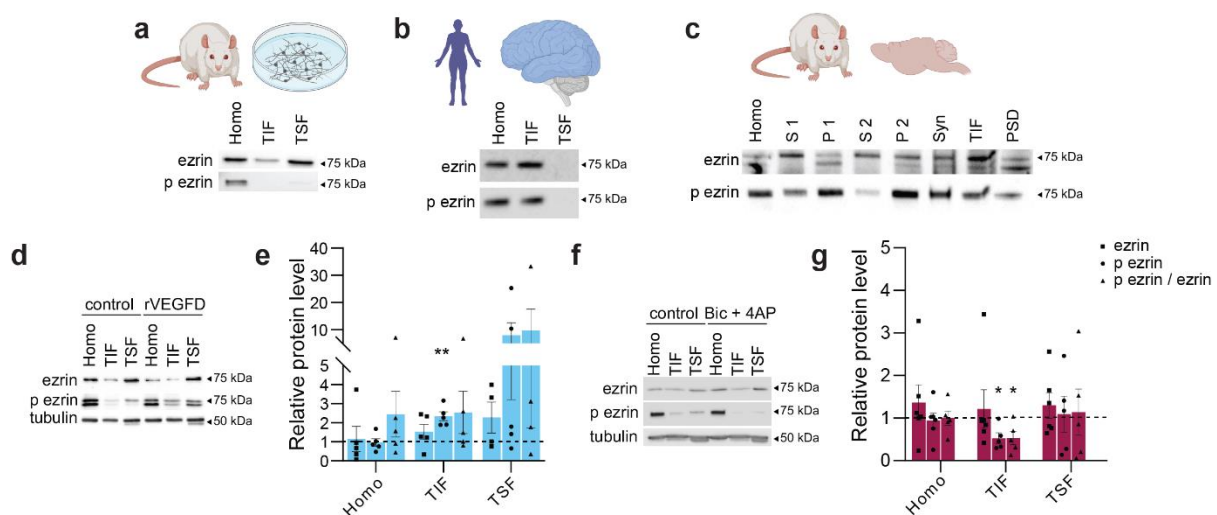 a
Homo TIF TSF
ezrin ◂75 kDa
p ezrin ◂75 kDa
b
Homo TIF TSF
ezrin ◂75 kDa
p ezrin ◂75 kDa
c
Homo S 1 P 1 S 2 P 2 Syn TIF PSD
ezrin ◂75 kDa
p ezrin ◂75 kDa
d
control rVEGFD
Homo TIF TSF Homo TIF TSF
ezrin ◂75 kDa
p ezrin ◂75 kDa
tubulin ◂50 kDa
e
Relative protein level
40
30
20
10
5
4
3
2
1
0
**
Homo TIF TSF
f
control Bic + 4AP
Homo TIF TSF Homo TIF TSF
ezrin ◂75 kDa
p ezrin ◂75 kDa
tubulin ◂50 kDa
g
Relative protein level
5
4
3
2
1
0
* *
Homo TIF TSF
■ ezrin
● p ezrin
▲ p ezrin / ezrin